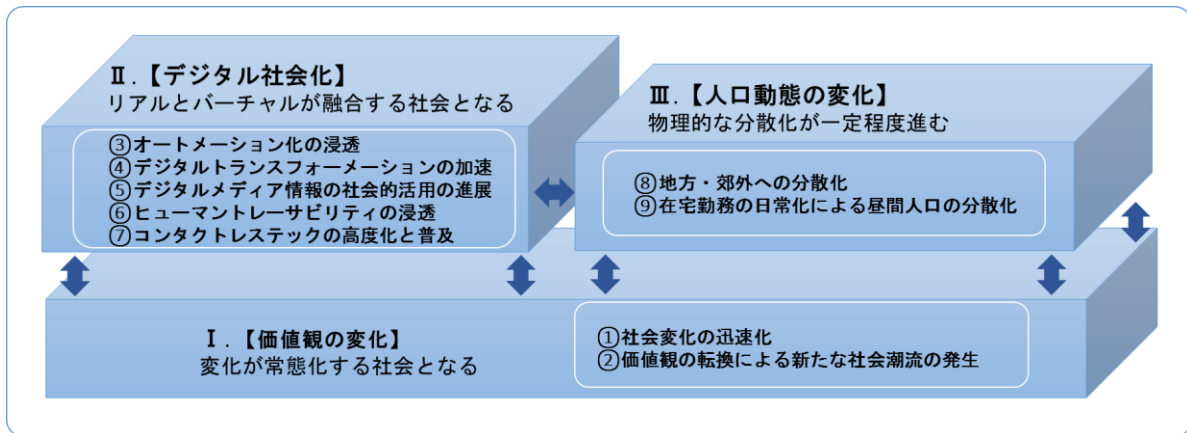 Ⅱ.【デジタル社会化】
リアルとバーチャルが融合する社会となる
③オートメーション化の浸透
④デジタルトランスフォーメーションの加速
⑤デジタルメディア情報の社会的活用の進展
⑥ヒューマントレーサビリティの浸透
⑦コンタクトレステックの高度化と普及
Ⅲ.【人口動態の変化】
物理的な分散化が一定程度進む
⑧地方・郊外への分散化
⑨在宅勤務の日常化による昼間人口の分散化
Ⅰ.【価値観の変化】
変化が常態化する社会となる
①社会変化の迅速化
②価値観の転換による新たな社会潮流の発生